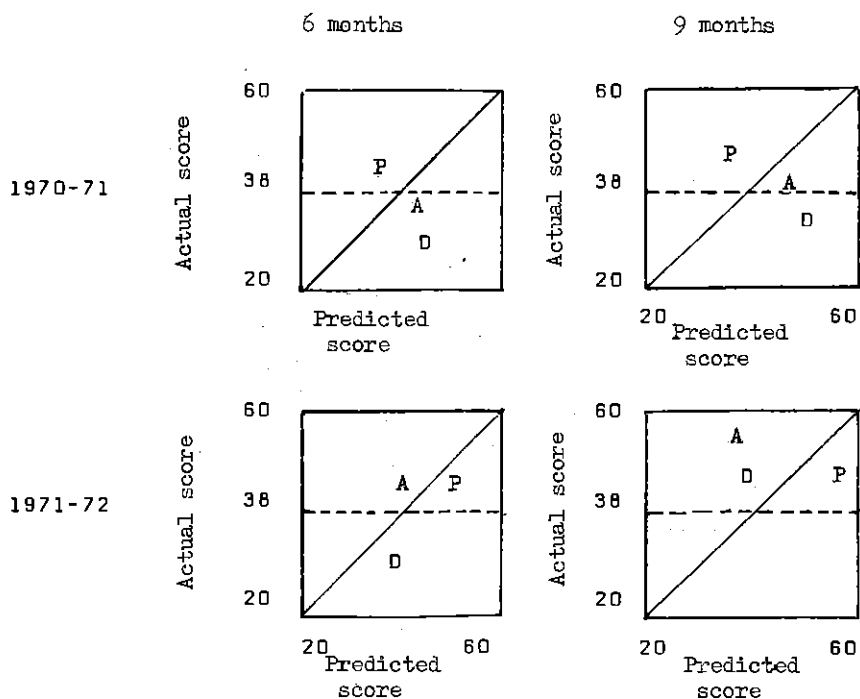 6 months 9 months
60 60
Actual score P Actual score P
1970-71 38 38 A
A
D D
20 20
20 60
Predicted Predicted
score score
60 60
Actual score A
A P D P
1971-72 38 Actual score 38
D
20 20
20 60 20 60
Predicted Predicted
score score